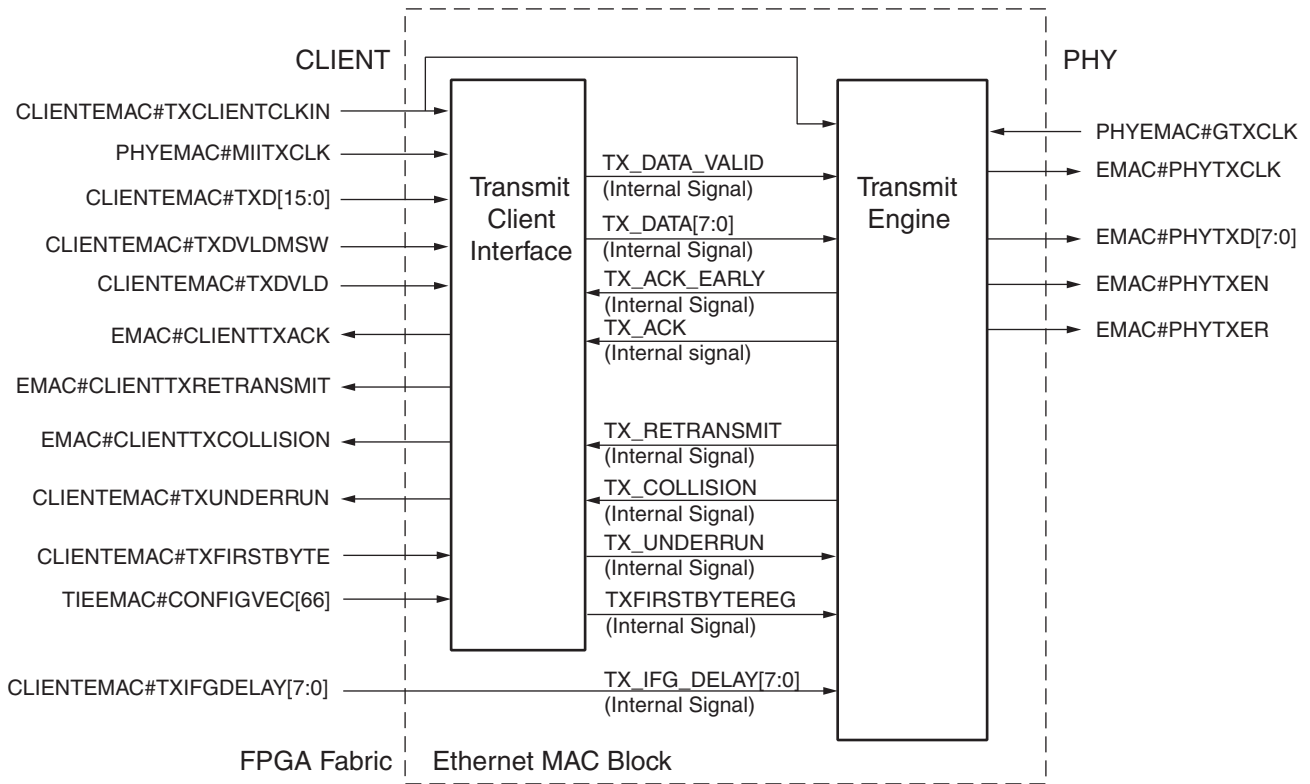 CLIENT
PHY
CLIENTEMAC#TXCLIENTCLKIN
PHYEMAC#MIITXCLK
CLIENTEMAC#TXD[15:0]
CLIENTEMAC#TXDVLDMSW
CLIENTEMAC#TXDVLD
EMAC#CLIENTTXACK
EMAC#CLIENTTXRETRANSMIT
EMAC#CLIENTTXCOLLISION
CLIENTEMAC#TXUNDERRUN
CLIENTEMAC#TXFIRSTBYTE
TIEEMAC#CONFIGVEC[66]
CLIENTEMAC#TXIFGDELAY[7:0]
Transmit
Client
Interface
TX_DATA_VALID
(Internal Signal)
TX_DATA[7:0]
(Internal Signal)
TX_ACK_EARLY
(Internal Signal)
TX_ACK
(Internal signal)
TX_RETRANSMIT
(Internal Signal)
TX_COLLISION
(Internal Signal)
TX_UNDERRUN
(Internal Signal)
TXFIRSTBYTEREG
(Internal Signal)
TX_IFG_DELAY[7:0]
(Internal Signal)
Transmit
Engine
PHYEMAC#GTXCLK
EMAC#PHYTXCLK
EMAC#PHYTXD[7:0]
EMAC#PHYTXEN
EMAC#PHYTXER
FPGA Fabric
Ethernet MAC Block